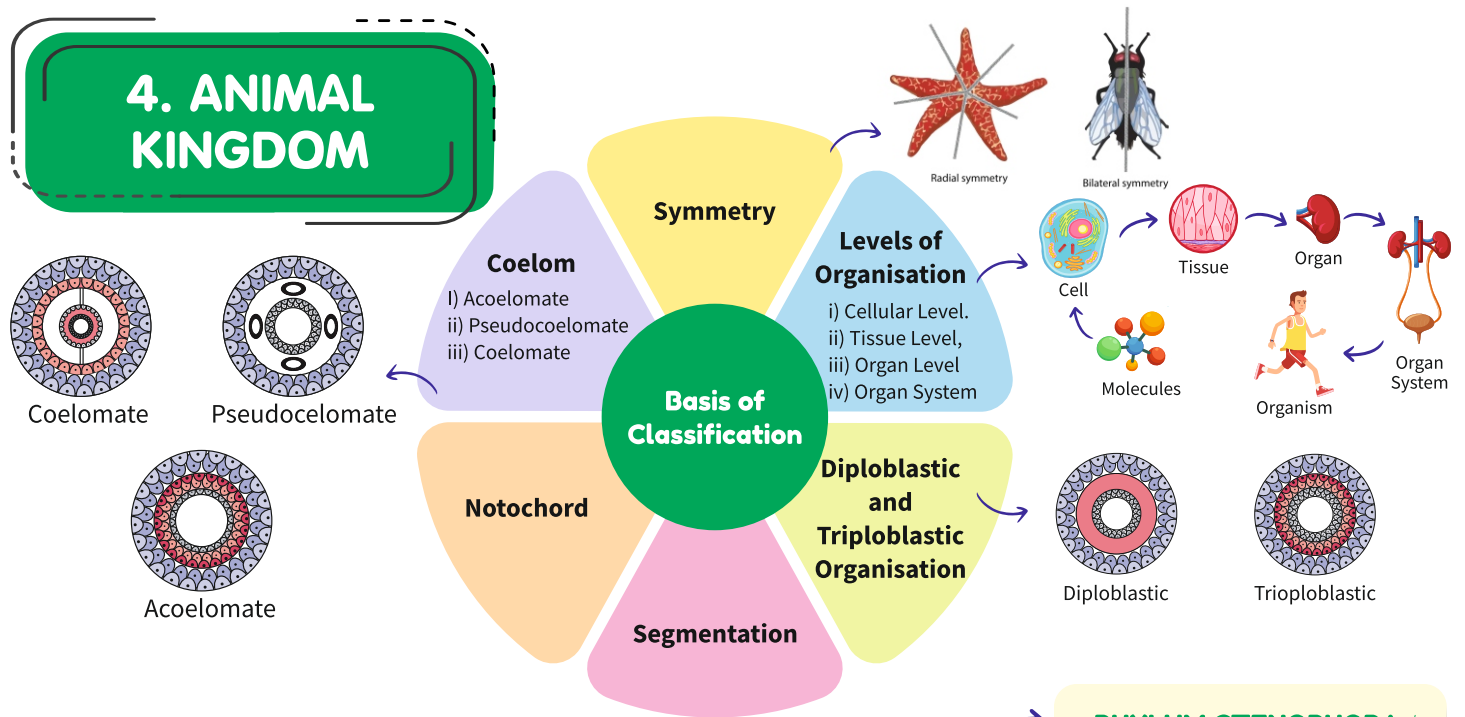 4. ANIMAL
KINGDOM
Radial symmetry
Bilateral symmetry
Symmetry
Levels of
Organisation
i) Cellular Level.
ii) Tissue Level,
iii) Organ Level
iv) Organ System
Cell
Tissue
Organ
Organ
System
Molecules
Organism
Coelom
I) Acoelomate
ii) Pseudocoelomate
iii) Coelomate
Coelomate
Pseudocelomate
Acoelomate
Basis of
Classification
Notochord
Diploblastic
and
Triploblastic
Organisation
Diploblastic
Trioploblastic
Segmentation